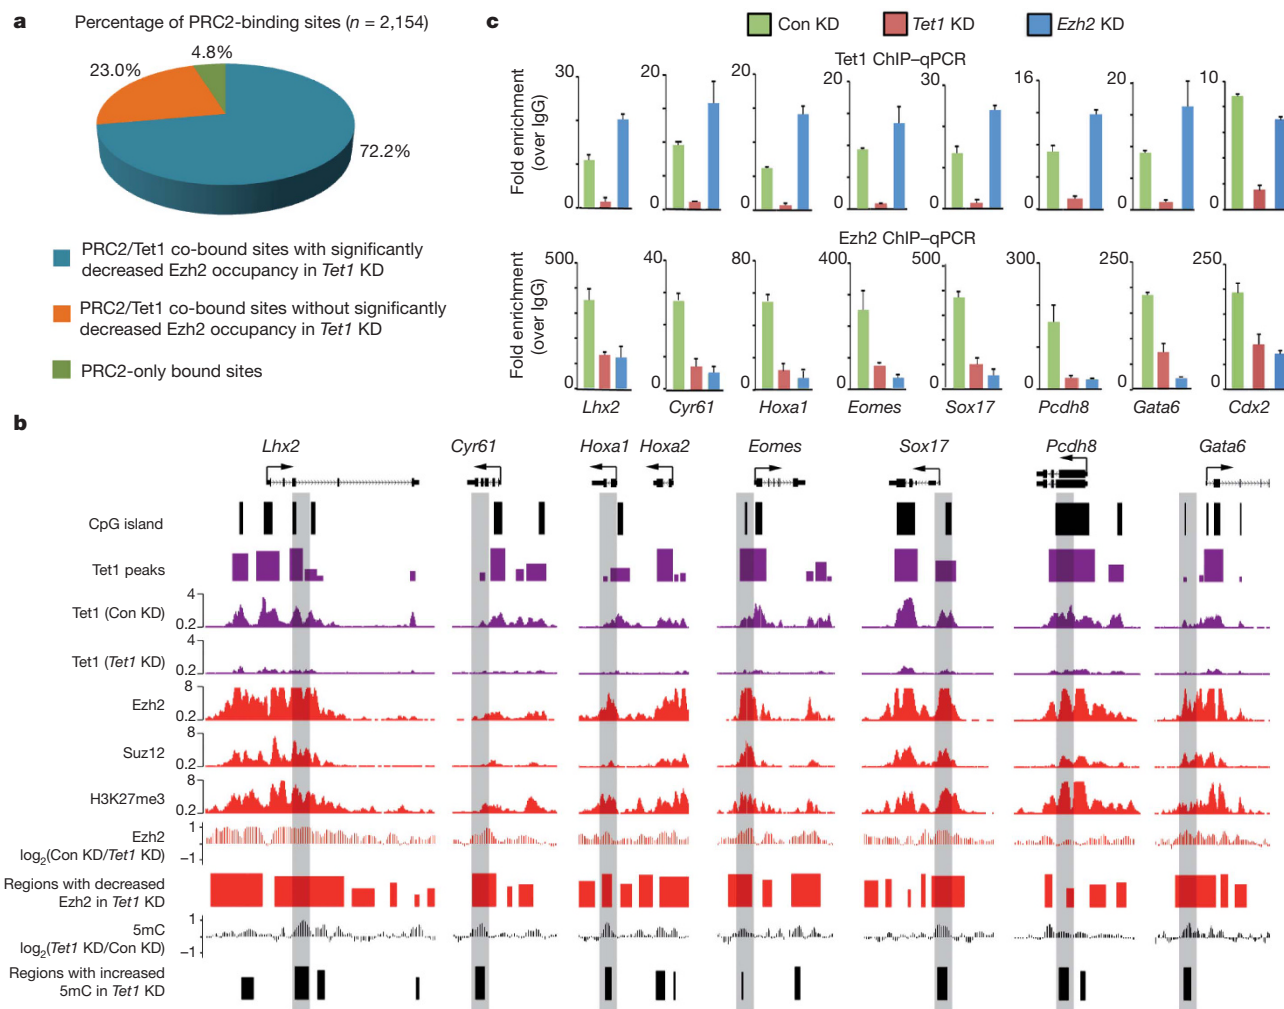 a
Percentage of PRC2-binding sites (n = 2,154)
4.8%
23.0%
72.2%
PRC2/Tet1 co-bound sites with significantly
decreased Ezh2 occupancy in Tet1 KD
PRC2/Tet1 co-bound sites without significantly
decreased Ezh2 occupancy in Tet1 KD
PRC2-only bound sites
c
Con KD Tet1 KD Ezh2 KD
Tet1 ChIP–qPCR
Fold enrichment
(over IgG)
30 20 20 20 30 16 20 10
0 0 0 0 0 0 0 0
Ezh2 ChIP–qPCR
Fold enrichment
(over IgG)
500 40 80 400 500 300 250 250
0 0 0 0 0 0 0 0
Lhx2 Cyr61 Hoxa1 Eomes Sox17 Pcdh8 Gata6 Cdx2
b
Lhx2 Cyr61 Hoxa1 Hoxa2 Eomes Sox17 Pcdh8 Gata6
CpG island
Tet1 peaks
Tet1 (Con KD) 4
0.2
Tet1 (Tet1 KD) 4
0.2
Ezh2 8
0.2
Suz12 8
0.2
H3K27me3 8
0.2
Ezh2 1
log2(Con KD/Tet1 KD) −1
Regions with decreased
Ezh2 in Tet1 KD
5mC 1
log2(Tet1 KD/Con KD) −1
Regions with increased
5mC in Tet1 KD